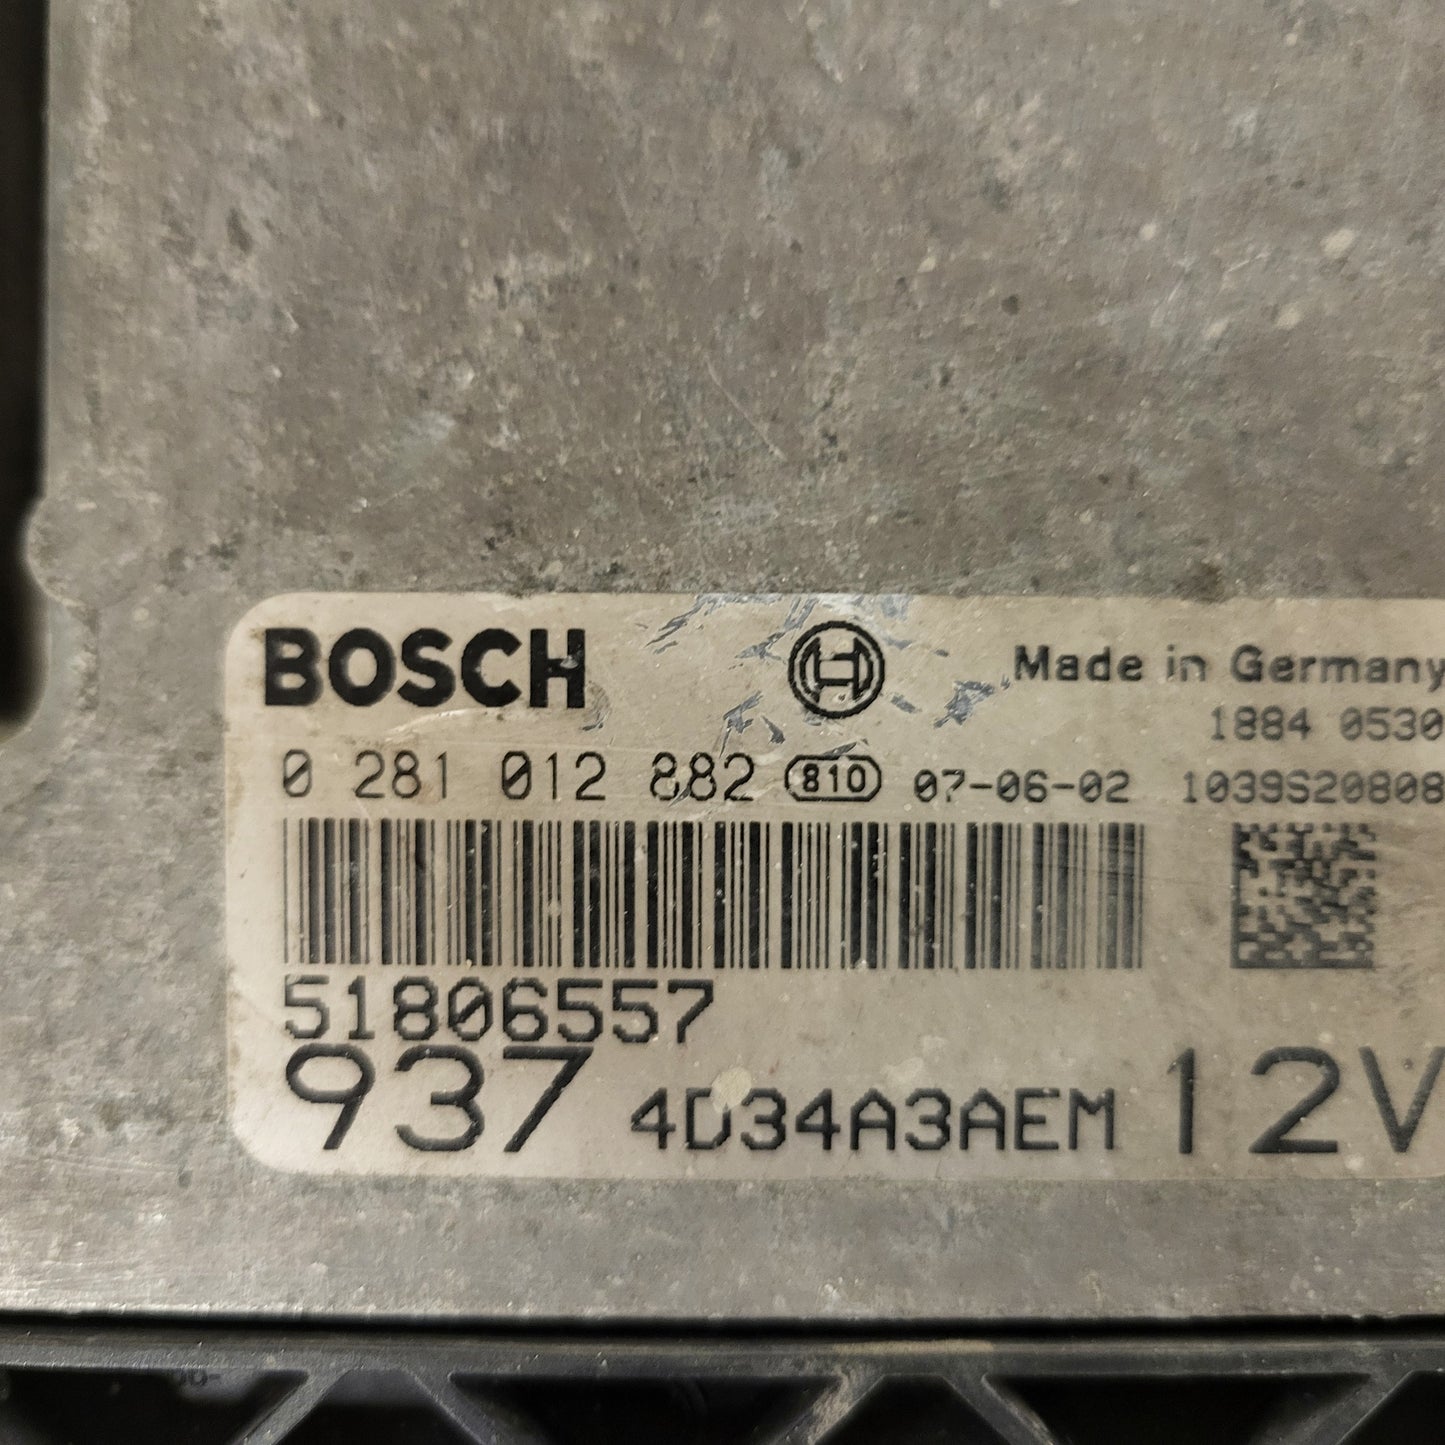 BOSCH Made in Germany
1884 0530
0 281 012 882 810 07-06-02 1039S20808
51806557
937 4D34A3AEM 12V